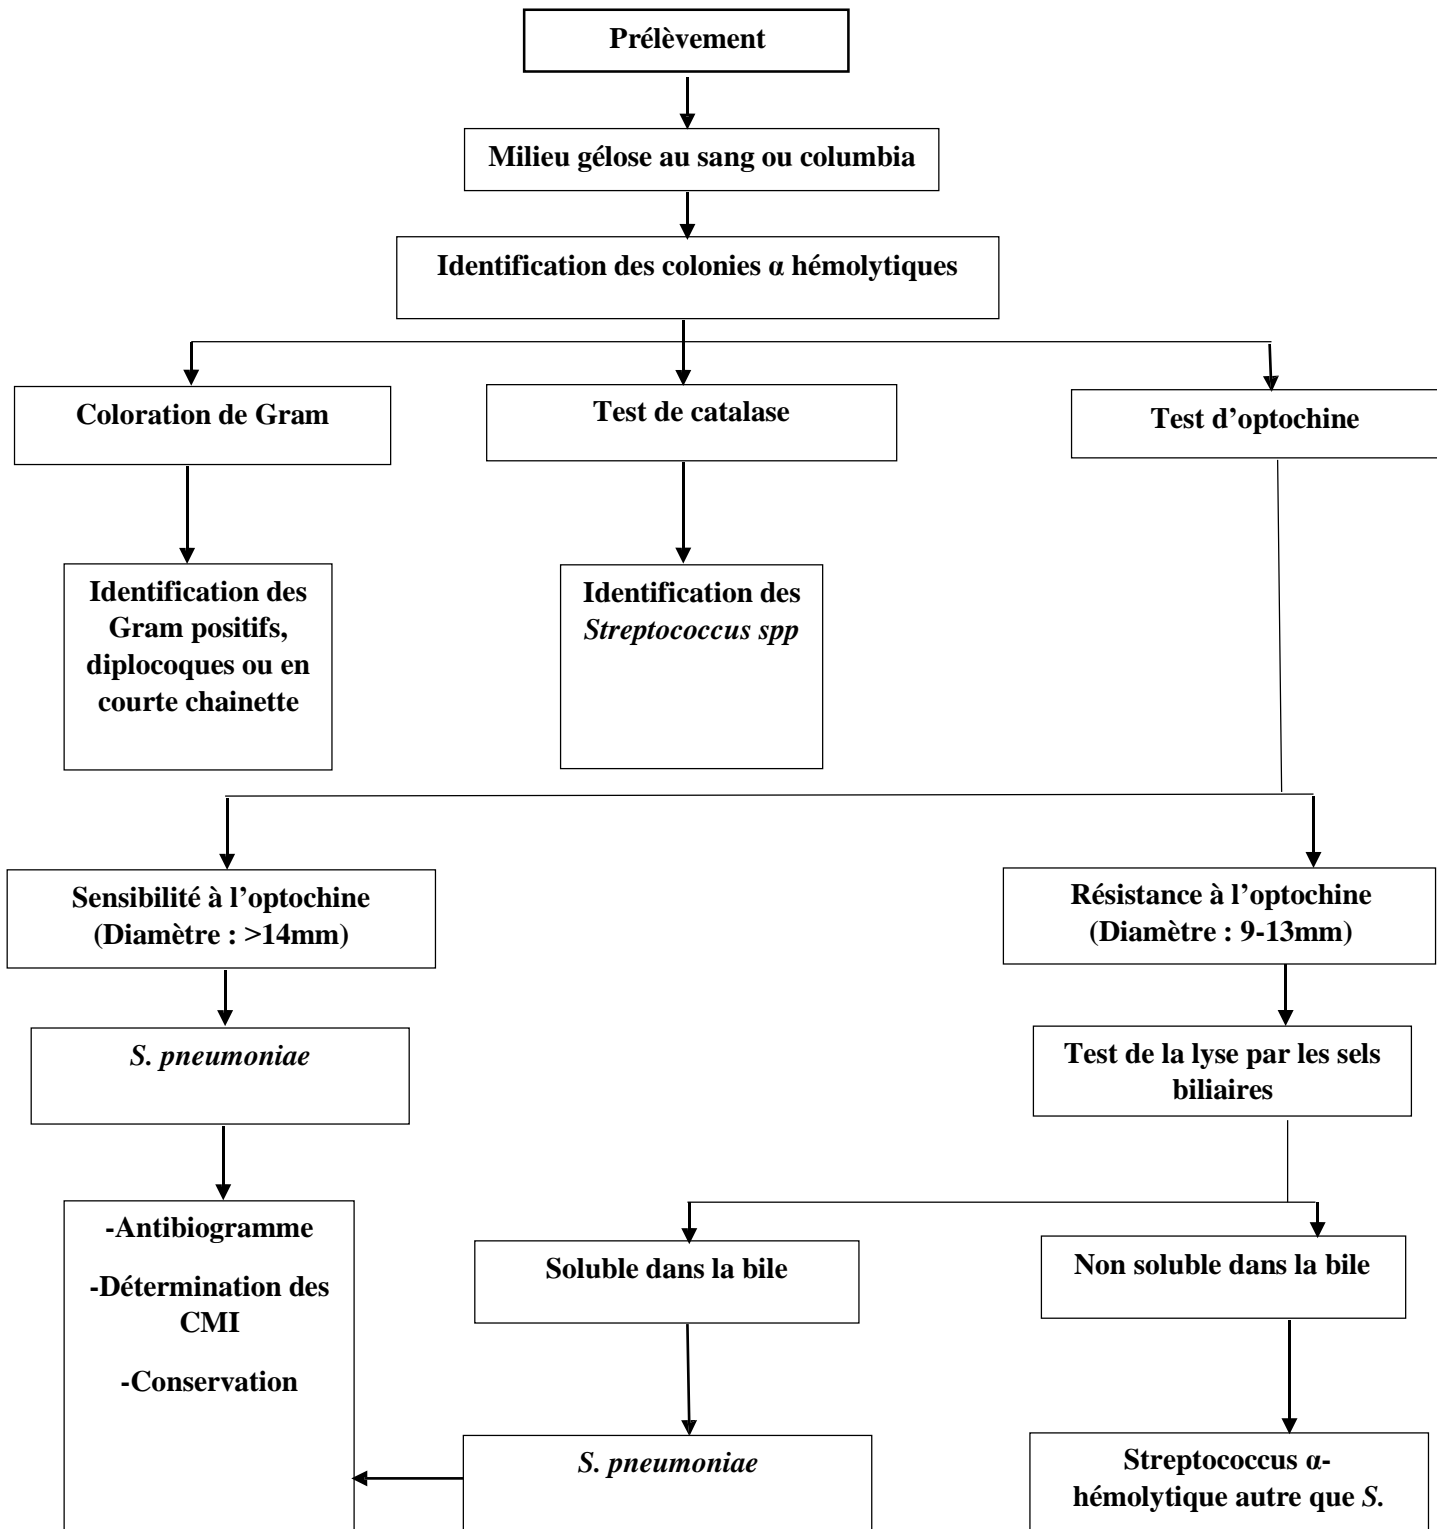 Prélèvement
Milieu gélose au sang ou columbia
Identification des colonies α hémolytiques
Coloration de Gram
Test de catalase
Test d’optochine
Identification des
Gram positifs,
diplocoques ou en
courte chainette
Identification des
Streptococcus spp
Sensibilité à l’optochine
(Diamètre : >14mm)
Résistance à l’optochine
(Diamètre : 9-13mm)
S. pneumoniae
Test de la lyse par les sels
biliaires
-Antibiogramme
-Détermination des
CMI
-Conservation
Soluble dans la bile
Non soluble dans la bile
S. pneumoniae
Streptococcus α-
hémolytique autre que S.